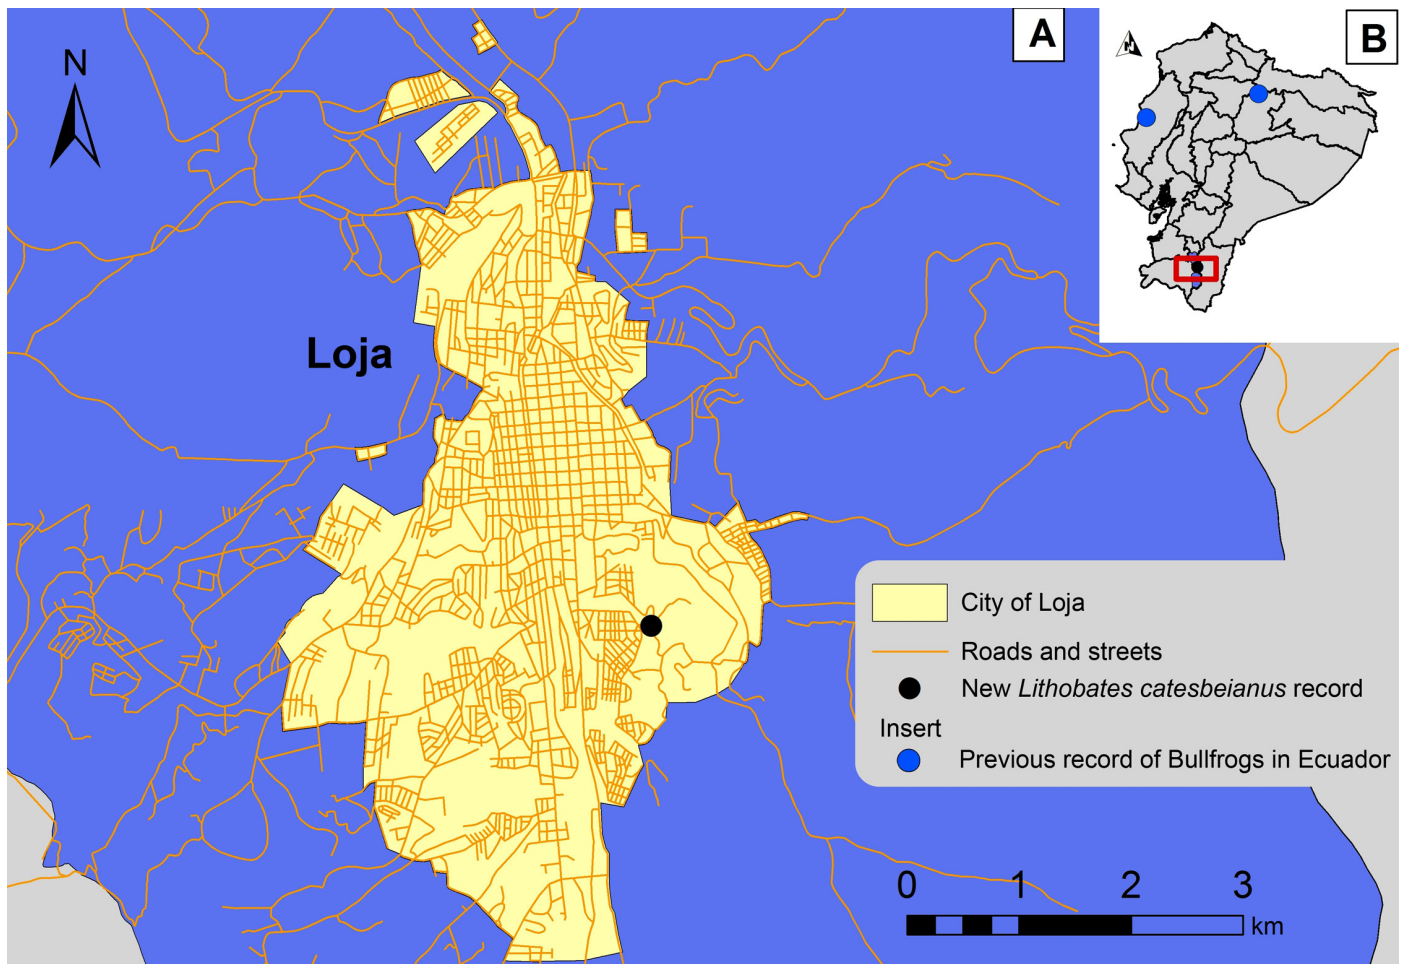 A
B
N
N
Loja
City of Loja
Roads and streets
New Lithobates catesbeianus record
Insert
Previous record of Bullfrogs in Ecuador
0 1 2 3
km